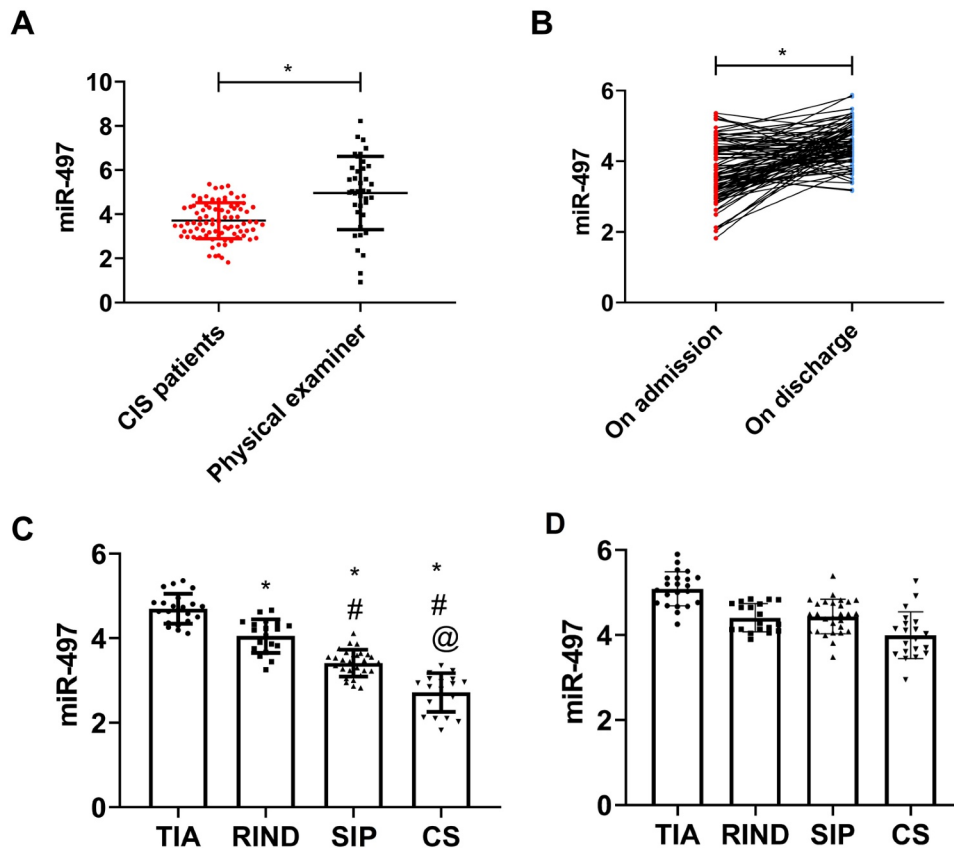 A
*
miR-497
10
8
6
4
2
0
CIS patients
Physical examiner
B
*
miR-497
6
4
2
0
On admission
On discharge
C
miR-497
6
4
2
0
*
*
#
*
#
@
TIA RIND SIP CS
D
miR-497
6
4
2
0
TIA RIND SIP CS